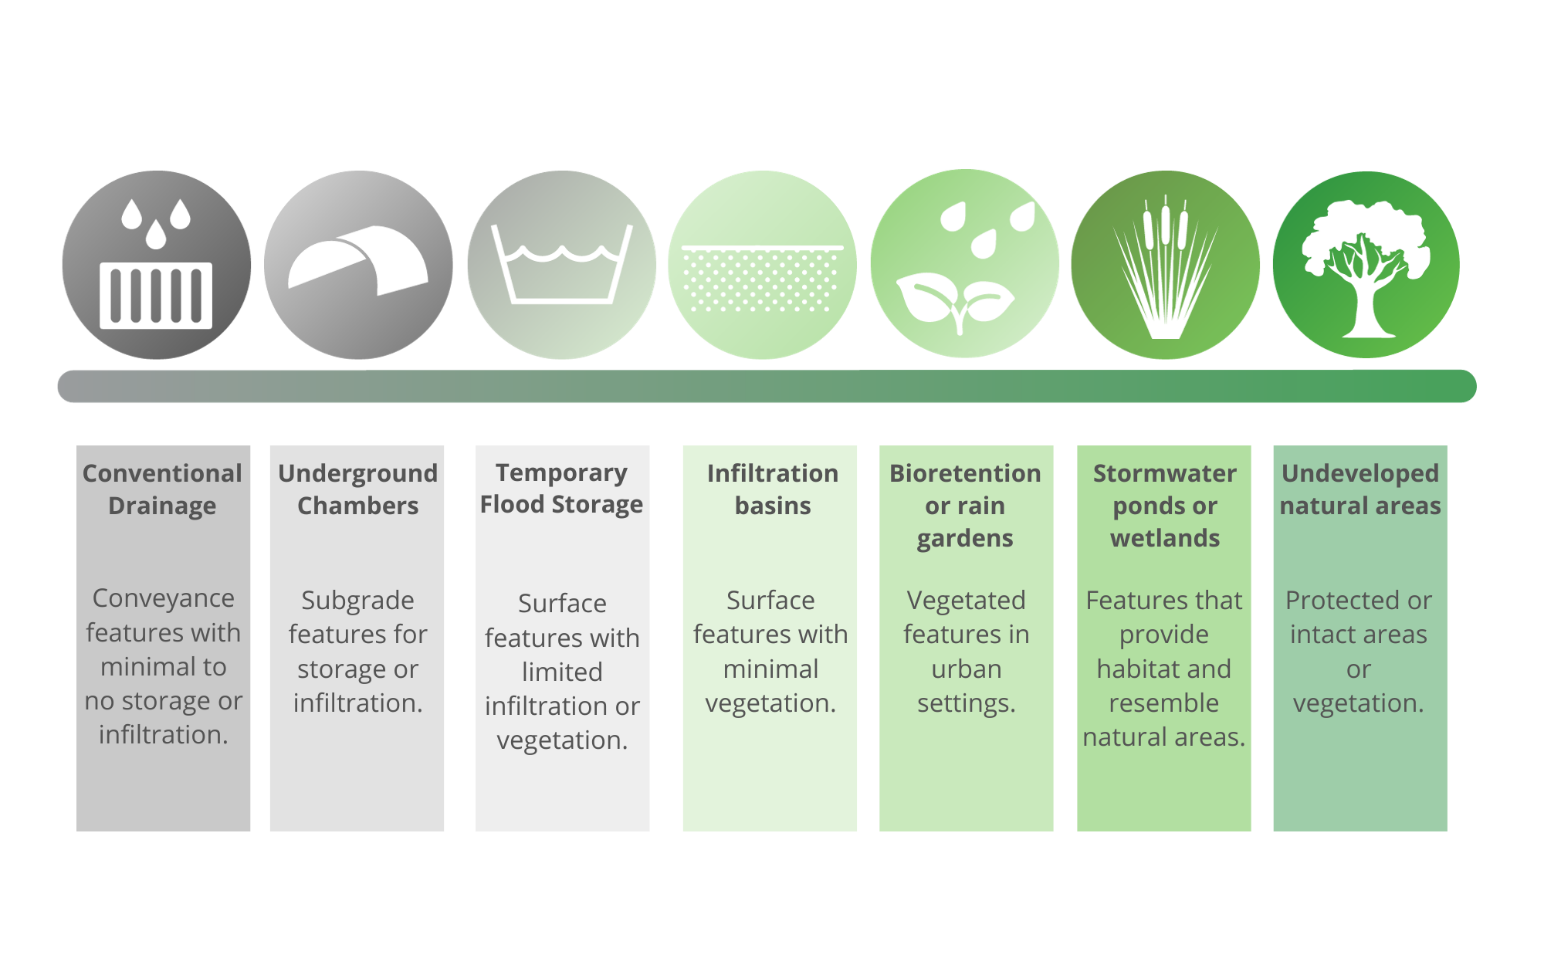 Conventional
Drainage
Conveyance
features with
minimal to
no storage or
infiltration.
Underground
Chambers
Subgrade
features for
storage or
infiltration.
Temporary
Flood Storage
Surface
features with
limited
infiltration or
vegetation.
Infiltration
basins
Surface
features with
minimal
vegetation.
Bioretention
or rain
gardens
Vegetated
features in
urban
settings.
Stormwater
ponds or
wetlands
Features that
provide
habitat and
resemble
natural areas.
Undeveloped
natural areas
Protected or
intact areas
or
vegetation.